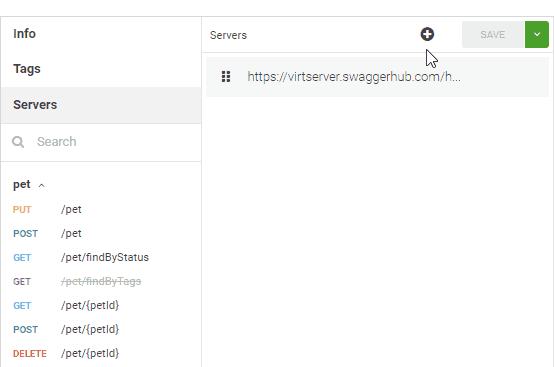 Info
Tags
Servers
Search
pet
PUT /pet
POST /pet
GET /pet/findByStatus
GET /pet/findByTags
GET /pet/{petId}
POST /pet/{petId}
DELETE /pet/{petId}
Servers
SAVE
https://virtserver.swaggerhub.com/h...